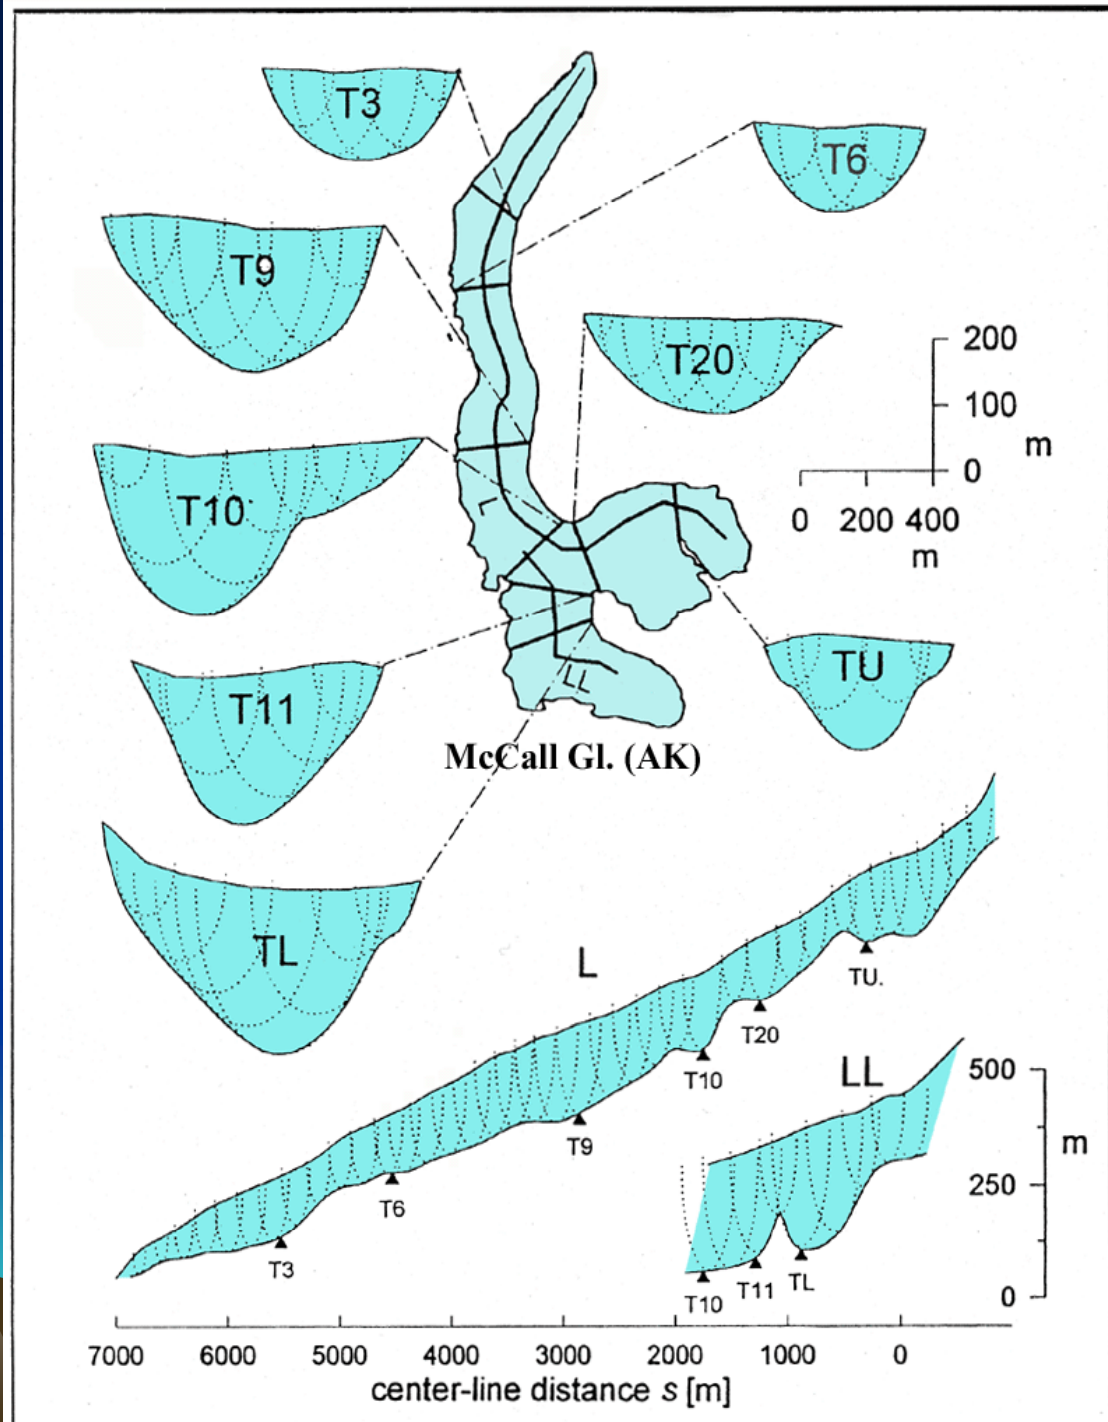 T3
T6
T9
T20
200
100
m
0
T10
0 200 400
m
L
T11
TU
LL
McCall Gl. (AK)
TL
L
TU.
T20
T10
LL
500
T9
m
250
T6
T3
T11 TL
T10
0
7000 6000 5000 4000 3000 2000 1000 0
center-line distance s [m]